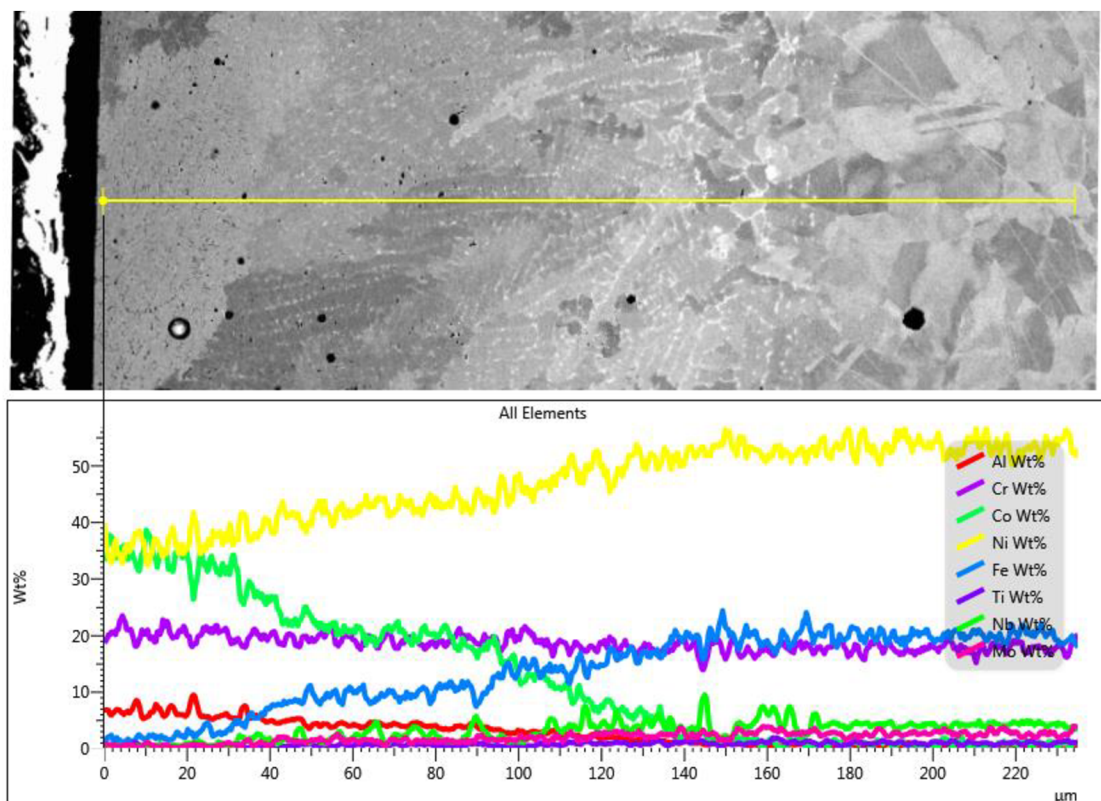 All Elements
Al Wt%
Cr Wt%
Co Wt%
Ni Wt%
Fe Wt%
Ti Wt%
Nb Wt%
Mo Wt%
Wt%
50
40
30
20
10
0
0 20 40 60 80 100 120 140 160 180 200 220
µm